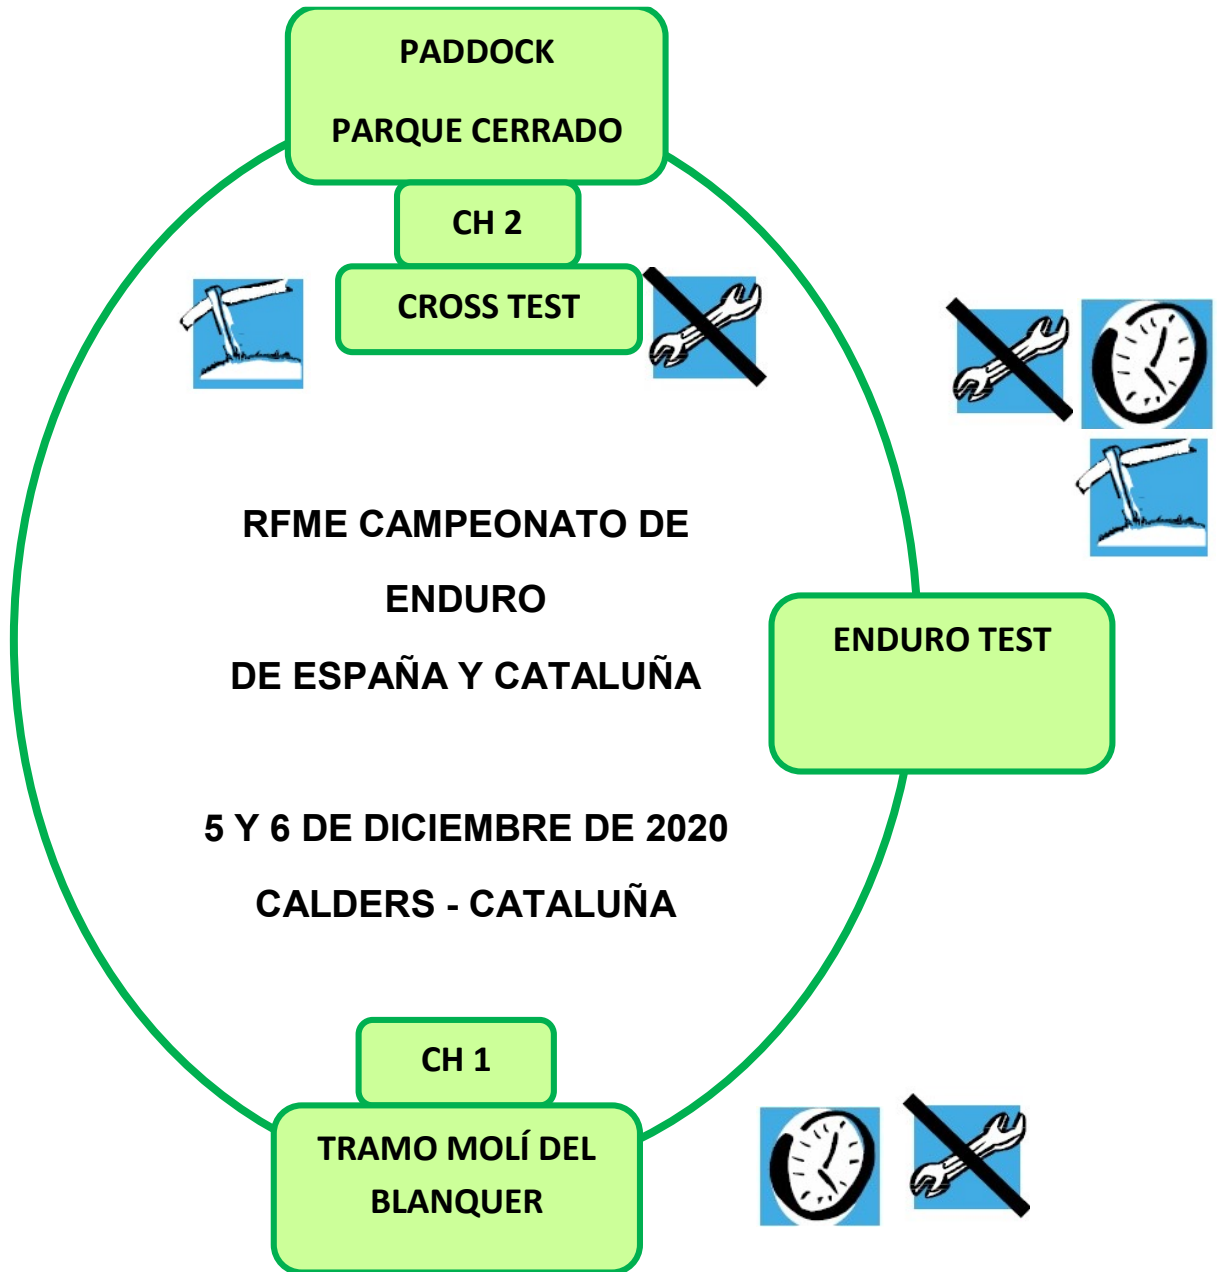 PADDOCK
PARQUE CERRADO
CH 2
CROSS TEST
RFME CAMPEONATO DE
ENDURO
DE ESPAÑA Y CATALUÑA
ENDURO TEST
5 Y 6 DE DICIEMBRE DE 2020
CALDERS - CATALUÑA
CH 1
TRAMO MOLÍ DEL
BLANQUER